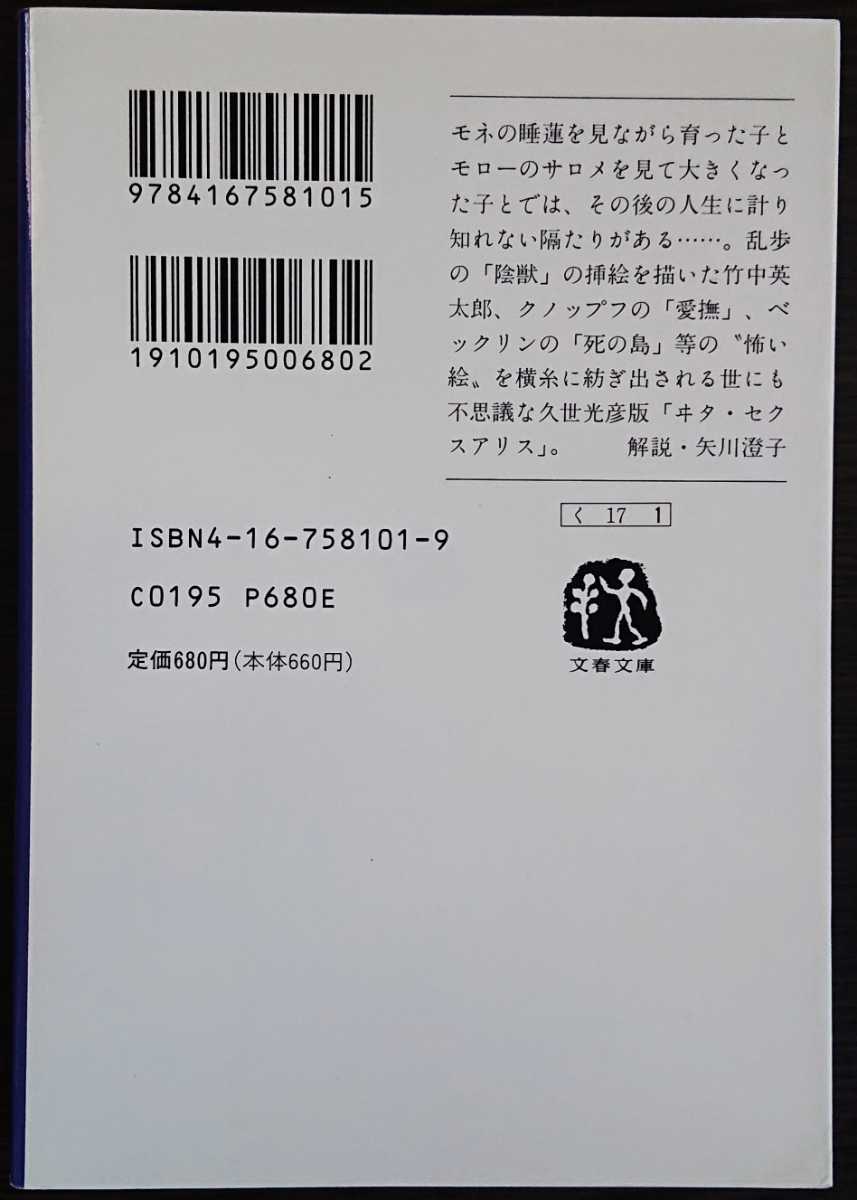 9784167581015
1910195006802
モネの睡蓮を見ながら育った子と
モローのサロメを見て大きくなっ
た子とでは、その後の人生に計り
知れない隔たりがある……。乱歩
の「陰獣」の挿絵を描いた竹中英
太郎、クノップフの「愛撫」、ベ
ックリンの「死の島」等の〝怖い
絵〟を横糸に紡ぎ出される世にも
不思議な久世光彦版「ヰタ・セク
スアリス」。　　解説・矢川澄子
ISBN4-16-758101-9
C0195 P680E
定価680円(本体660円)
く 17 1
文春文庫